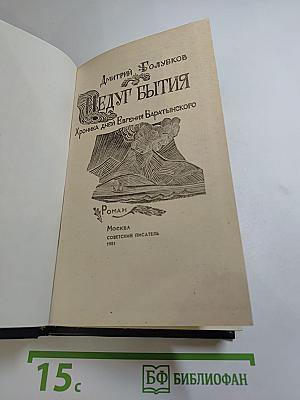 Дмитрий Голубков
Недуг бытия
Хроника дней Евгения Баратынского
Роман
Москва
советский писатель
1981
15с
БФ БИБЛИОФАН